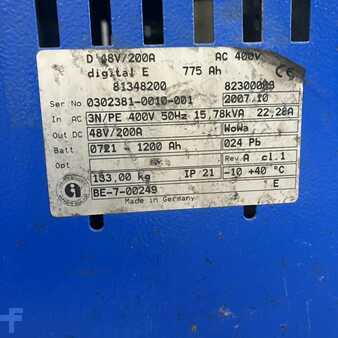 D 48V/200A AC 400V
digital E 775 Ah CE
81348200
Ser No 0302381-0010-001 2007.10
In AC 3N/PE 400V 50Hz 15,78kVA 22,28A
Out DC 48V/200A WoWa
Batt 0721 - 1200 Ah 024 Pb
Opt Rev. A cl.1
133,00 kg IP 21 -10 +40 °C
BE-7-00249 E
Made in Germany